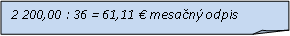 2 200,00 : 36 = 61,11 € mesačný odpis